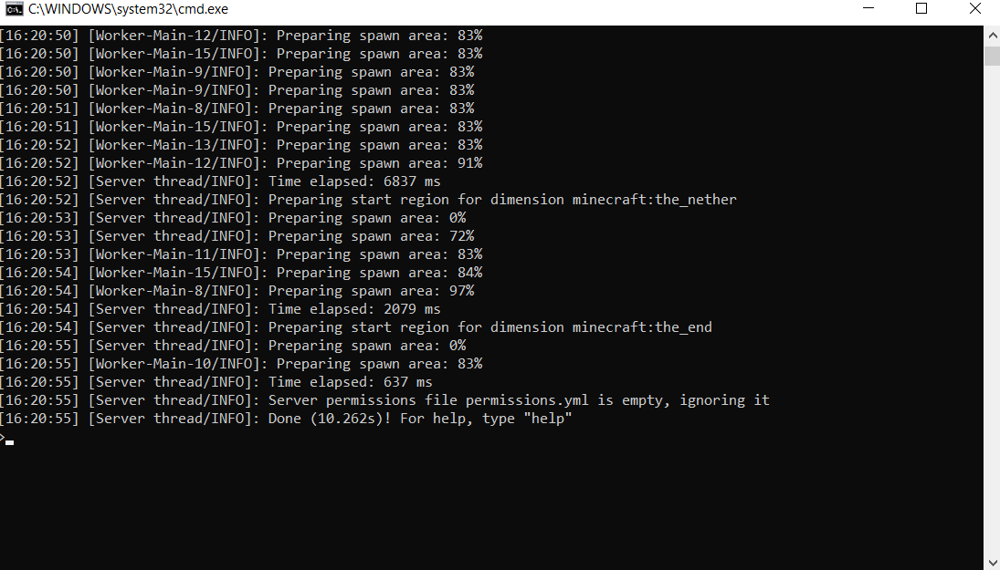 C:\WINDOWS\system32\cmd.exe
[16:20:50] [Worker-Main-12/INFO]: Preparing spawn area: 83%
[16:20:50] [Worker-Main-15/INFO]: Preparing spawn area: 83%
[16:20:50] [Worker-Main-9/INFO]: Preparing spawn area: 83%
[16:20:50] [Worker-Main-9/INFO]: Preparing spawn area: 83%
[16:20:51] [Worker-Main-8/INFO]: Preparing spawn area: 83%
[16:20:51] [Worker-Main-15/INFO]: Preparing spawn area: 83%
[16:20:52] [Worker-Main-13/INFO]: Preparing spawn area: 83%
[16:20:52] [Worker-Main-12/INFO]: Preparing spawn area: 91%
[16:20:52] [Server thread/INFO]: Time elapsed: 6837 ms
[16:20:52] [Server thread/INFO]: Preparing start region for dimension minecraft:the_nether
[16:20:53] [Server thread/INFO]: Preparing spawn area: 0%
[16:20:53] [Server thread/INFO]: Preparing spawn area: 72%
[16:20:53] [Worker-Main-11/INFO]: Preparing spawn area: 83%
[16:20:54] [Worker-Main-15/INFO]: Preparing spawn area: 84%
[16:20:54] [Worker-Main-8/INFO]: Preparing spawn area: 97%
[16:20:54] [Server thread/INFO]: Time elapsed: 2079 ms
[16:20:54] [Server thread/INFO]: Preparing start region for dimension minecraft:the_end
[16:20:55] [Server thread/INFO]: Preparing spawn area: 0%
[16:20:55] [Worker-Main-10/INFO]: Preparing spawn area: 83%
[16:20:55] [Server thread/INFO]: Time elapsed: 637 ms
[16:20:55] [Server thread/INFO]: Server permissions file permissions.yml is empty, ignoring it
[16:20:55] [Server thread/INFO]: Done (10.262s)! For help, type "help"
>